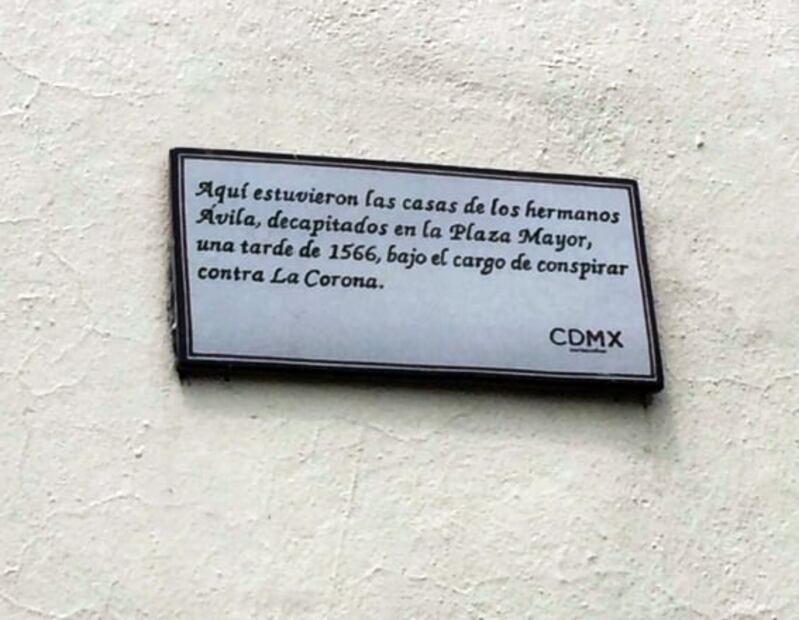 Aquí estuvieron las casas de los hermanos
Ávila, decapitados en la Plaza Mayor,
una tarde de 1566, bajo el cargo de conspirar
contra La Corona.
CDMX